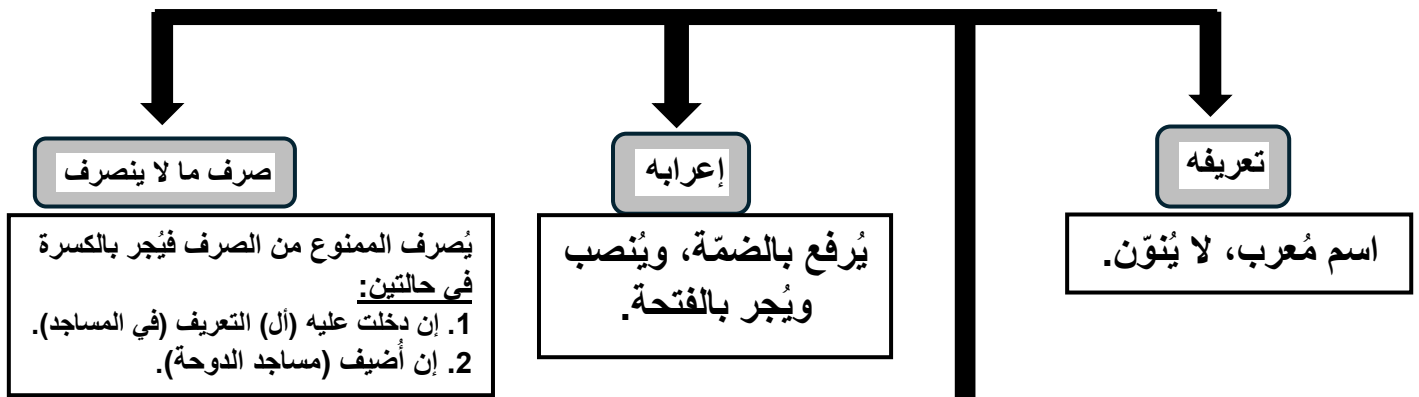 تعريفه
اسم مُعرب، لا يُنوّن.
إعرابه
يُرفع بالضمّة، ويُنصب
ويُجر بالفتحة.
صرف ما لا ينصرف
يُصرف الممنوع من الصرف فيُجر بالكسرة
في حالتين:
1. إن دخلت عليه (أل) التعريف (في المساجد).
2. إن أُضيف (مساجد الدوحة).